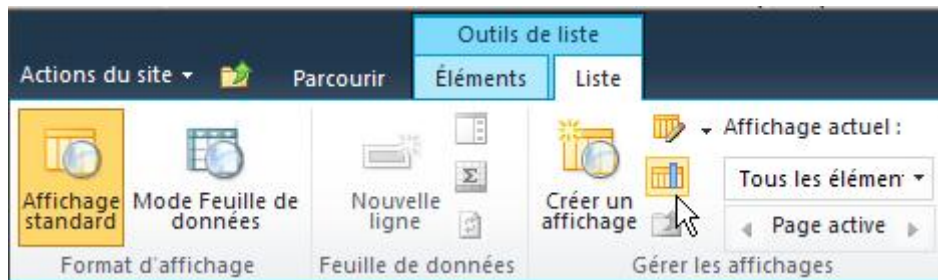 Outils de liste
Actions du site
Parcourir
Éléments
Liste
Affichage standard
Mode Feuille de données
Nouvelle ligne
Créer un affichage
Affichage actuel :
Tous les élémen
Page active
Format d'affichage
Feuille de données
Gérer les affichages